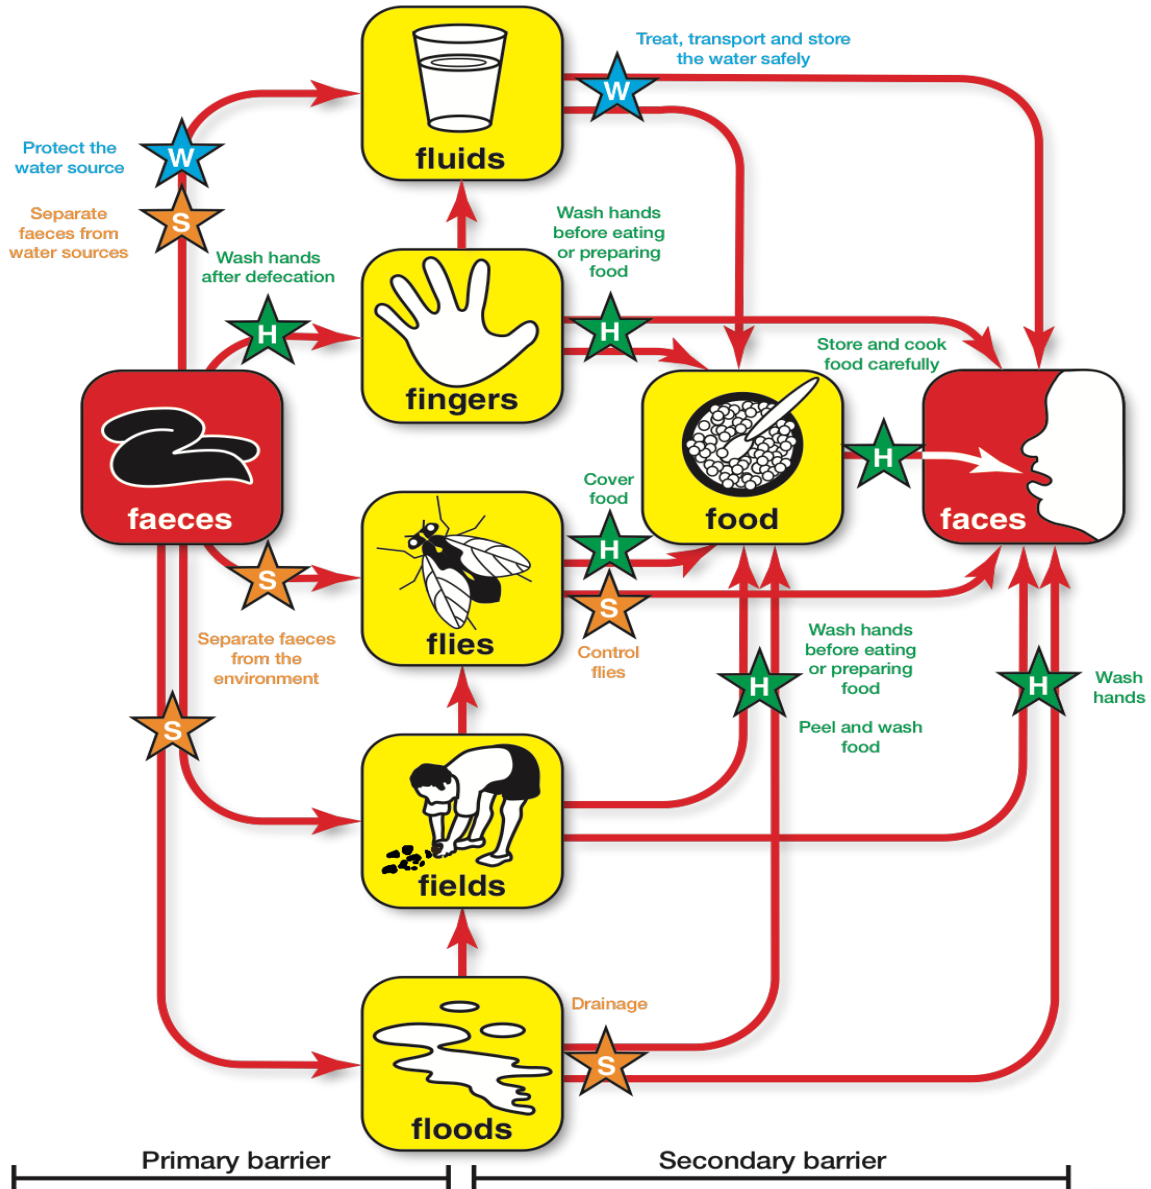 Treat, transport and store
the water safely
W
fluids
Protect the
water source
W
Separate
faeces from
water sources
S
Wash hands
after defecation
H
Wash hands
before eating
or preparing
food
H
fingers
Store and cook
food carefully
H
faeces
food
faces
Cover
food
H
S
flies
S
Control
flies
Separate faeces
from the
environment
S
Wash hands
before eating
or preparing
food
H
Peel and wash
food
H
Wash
hands
fields
Drainage
S
floods
Primary barrier
Secondary barrier